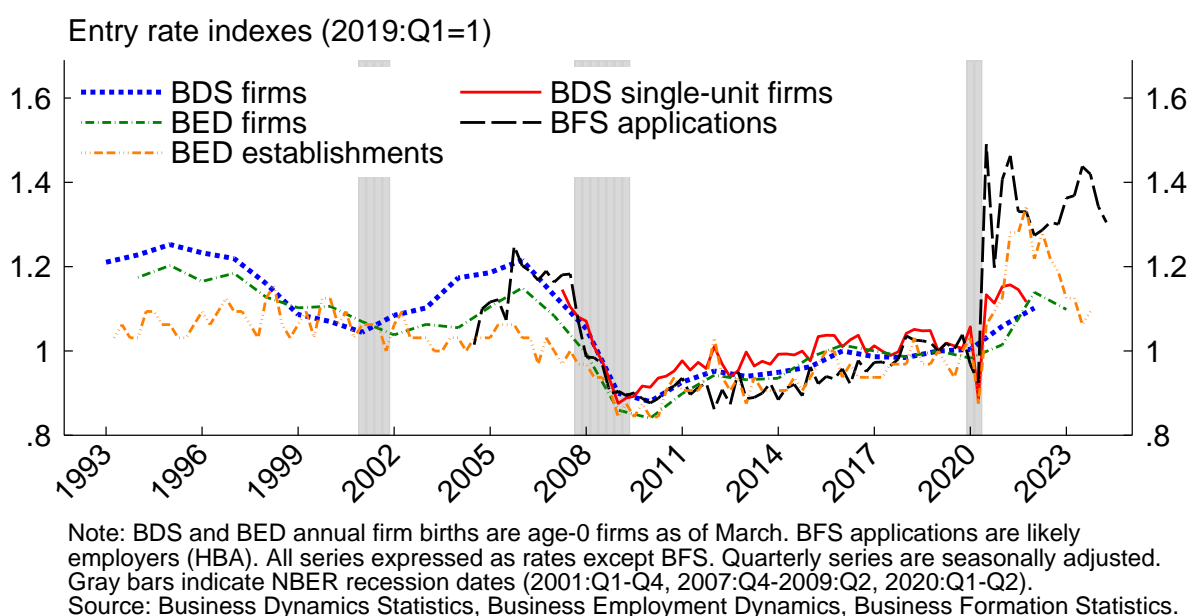 Entry rate indexes (2019:Q1=1)
1.6
1.4
1.2
1
.8
BDS firms
BED firms
BED establishments
BDS single-unit firms
BFS applications
1.6
1.4
1.2
1
.8
1993 1996 1999 2002 2005 2008 2011 2014 2017 2020 2023
Note: BDS and BED annual firm births are age-0 firms as of March. BFS applications are likely
employers (HBA). All series expressed as rates except BFS. Quarterly series are seasonally adjusted.
Gray bars indicate NBER recession dates (2001:Q1-Q4, 2007:Q4-2009:Q2, 2020:Q1-Q2).
Source: Business Dynamics Statistics, Business Employment Dynamics, Business Formation Statistics.